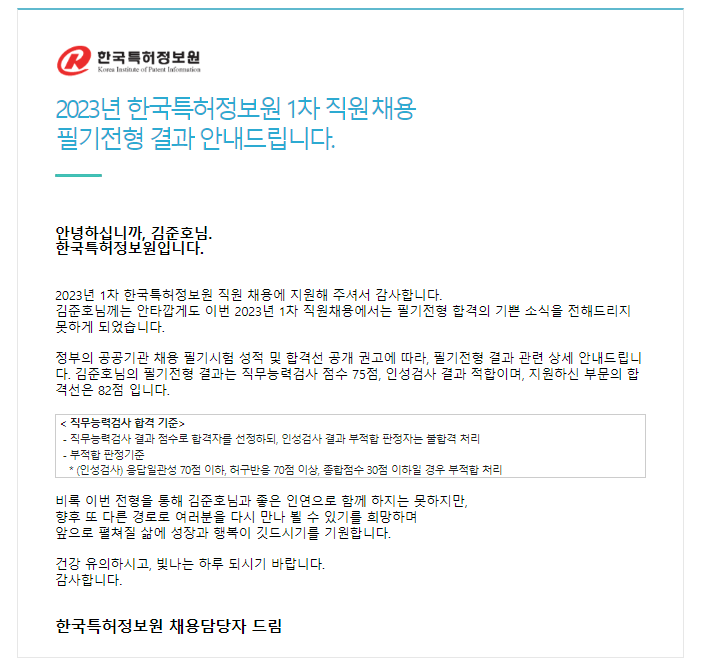 한국특허정보원
Korea Institute of Patent Information
2023년 한국특허정보원 1차 직원채용
필기전형 결과 안내드립니다.
안녕하십니까, 김준호님.
한국특허정보원입니다.
2023년 1차 한국특허정보원 직원 채용에 지원해 주셔서 감사합니다.
김준호님께는 안타깝게도 이번 2023년 1차 직원채용에서는 필기전형 합격의 기쁜 소식을 전해드리지
못하게 되었습니다.
정부의 공공기관 채용 필기시험 성적 및 합격선 공개 권고에 따라, 필기전형 결과 관련 상세 안내드립니
다. 김준호님의 필기전형 결과는 직무능력검사 점수 75점, 인성검사 결과 적합이며, 지원하신 부문의 합
격선은 82점 입니다.
< 직무능력검사 합격 기준>
- 직무능력검사 결과 점수로 합격자를 선정하되, 인성검사 결과 부적합 판정자는 불합격 처리
- 부적합 판정기준
* (인성검사) 응답일관성 70점 이하, 허구반응 70점 이상, 종합점수 30점 이하일 경우 부적합 처리
비록 이번 전형을 통해 김준호님과 좋은 인연으로 함께 하지는 못하지만,
향후 또 다른 경로로 여러분을 다시 만나 뵐 수 있기를 희망하며
앞으로 펼쳐질 삶에 성장과 행복이 깃드시기를 기원합니다.
건강 유의하시고, 빛나는 하루 되시기 바랍니다.
감사합니다.
한국특허정보원 채용담당자 드림